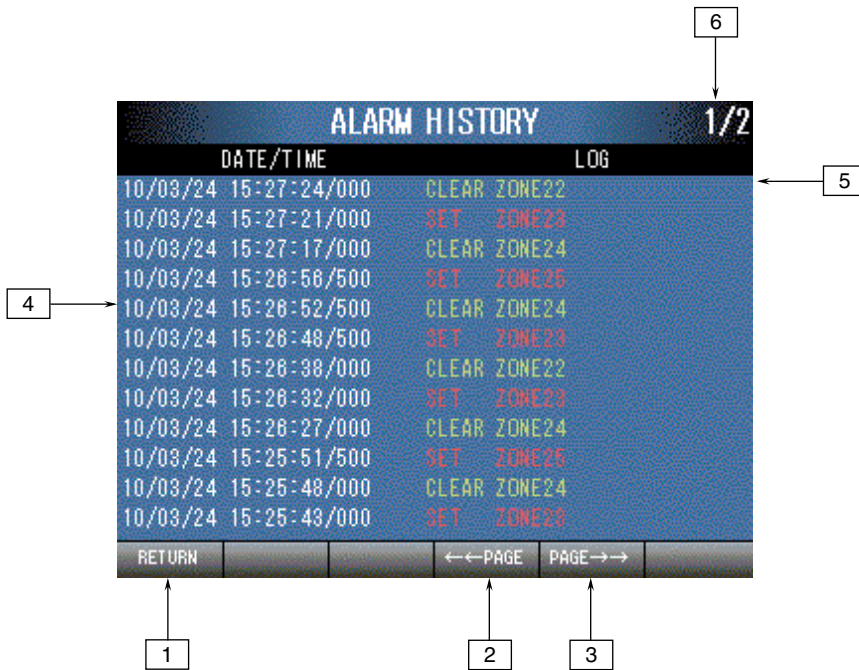 6
ALARM HISTORY 1/2
DATE/TIME LOG
5
10/03/24 15:27:24/000 CLEAR ZONE22
10/03/24 15:27:21/000 SET ZONE23
10/03/24 15:27:17/000 CLEAR ZONE24
10/03/24 15:26:56/500 SET ZONE25
4
10/03/24 15:26:52/500 CLEAR ZONE24
10/03/24 15:26:48/500 SET ZONE23
10/03/24 15:26:38/000 CLEAR ZONE22
10/03/24 15:26:32/000 SET ZONE23
10/03/24 15:26:27/000 CLEAR ZONE24
10/03/24 15:25:51/500 SET ZONE25
10/03/24 15:25:48/000 CLEAR ZONE24
10/03/24 15:25:43/000 SET ZONE23
RETURN ←←PAGE PAGE→→
1 2 3